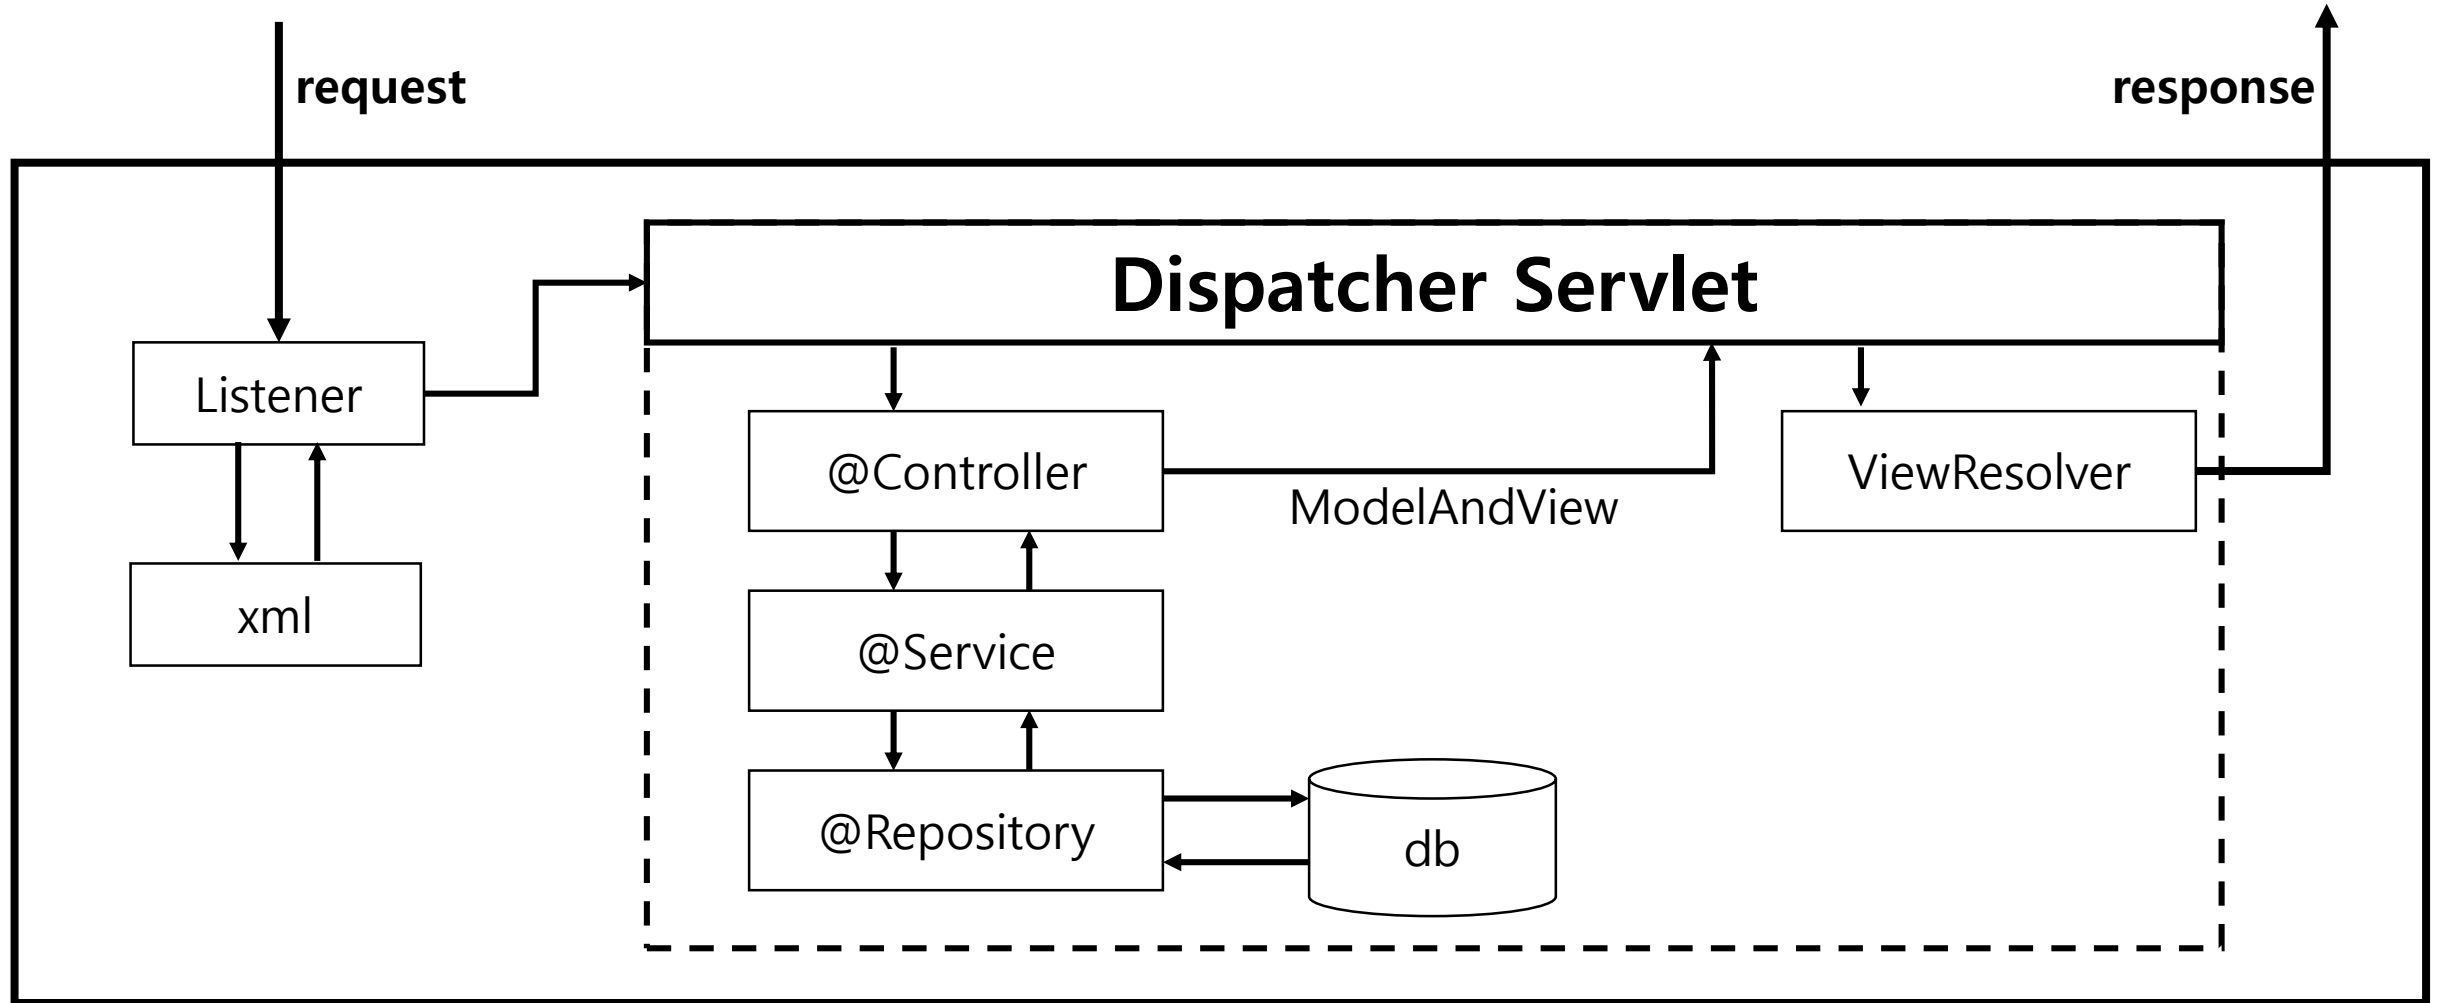 request
response
Dispatcher Servlet
Listener
@Controller
ViewResolver
ModelAndView
xml
@Service
@Repository
db